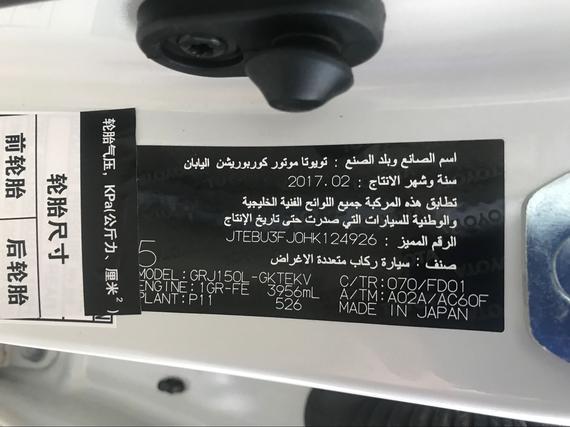 اسم الصانع وبلد الصنع : تويوتا موتور كوربوريشن اليابان
سنة وشهر الانتاج : 2017.02
تطابق هذه المركبة جميع اللوائح الفنية الخليجية
والوطنية للسيارات التي صدرت حتى تاريخ الإنتاج
الرقم المميز : JTEBU3FJ0HK124926
صنف : سيارة ركاب متعددة الاغراض
5
MODEL: GRJ150L-GKTEKV C/TR: 070/FD01
ENGINE: 1GR-FE 3956mL A/TM: A02A/AC60F
PLANT: P11 526 MADE IN JAPAN
轮胎气压，KPa(公斤力、厘米²)
轮胎尺寸
前轮胎
后轮胎